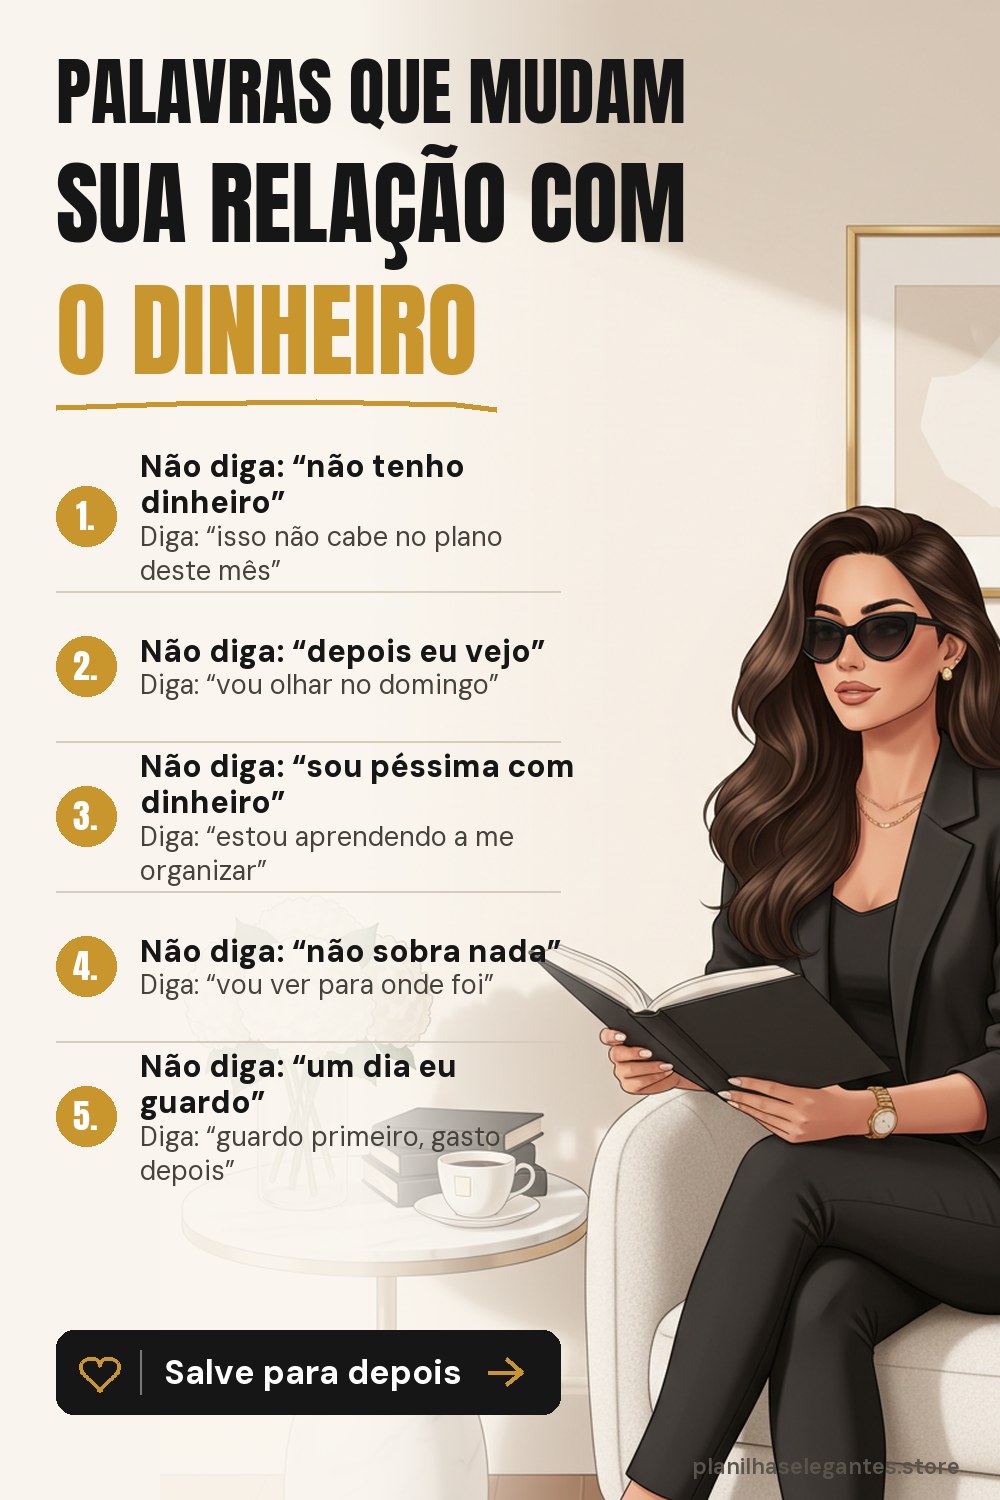 PALAVRAS QUE MUDAM
SUA RELAÇÃO COM
O DINHEIRO
1.
Não diga: “não tenho
dinheiro”
Diga: “isso não cabe no plano
deste mês”
2.
Não diga: “depois eu vejo”
Diga: “vou olhar no domingo”
3.
Não diga: “sou péssima com
dinheiro”
Diga: “estou aprendendo a me
organizar”
4.
Não diga: “não sobra nada”
Diga: “vou ver para onde foi”
5.
Não diga: “um dia eu
guardo”
Diga: “guardo primeiro, gasto
depois”
Salve para depois
planilhaselegantes.store